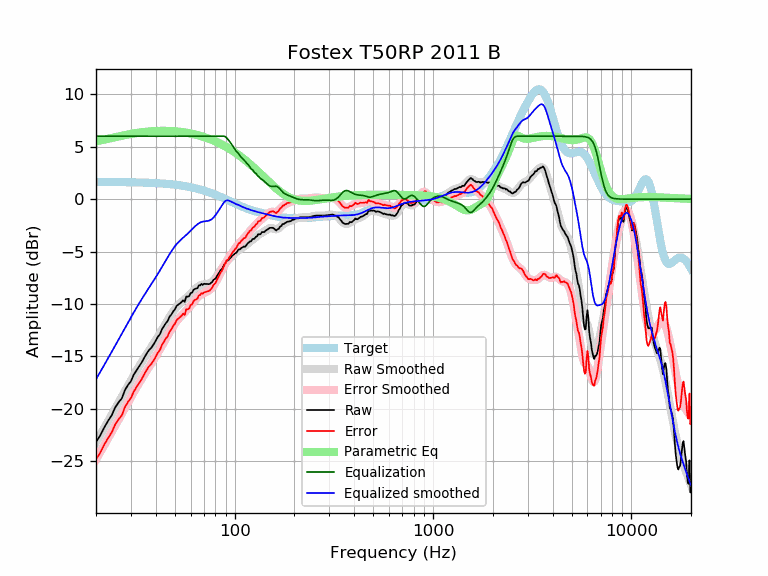 Fostex T50RP 2011 B
10
5
0
−5
−10
−15
−20
−25
Amplitude (dBr)
Target
Raw Smoothed
Error Smoothed
Raw
Error
Parametric Eq
Equalization
Equalized smoothed
100
1000
10000
Frequency (Hz)